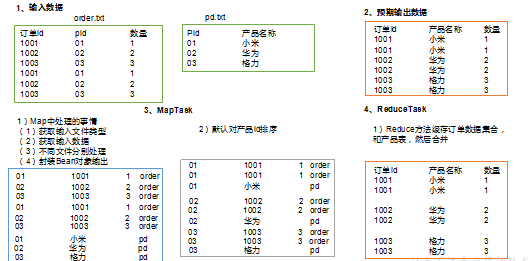 1、输入数据
order.txt
订单id pid 数量
1001 01 1
1002 02 2
1003 03 3
1001 01 1
1002 02 2
1003 03 3
pd.txt
Pid 产品名称
01 小米
02 华为
03 格力
2、预期输出数据
订单id 产品名称 数量
1001 小米 1
1001 小米 1
1002 华为 2
1002 华为 2
1003 格力 3
1003 格力 3
3、MapTask
1）Map中处理的事情
（1）获取输入文件类型
（2）获取输入数据
（3）不同文件分别处理
（4）封装Bean对象输出
01 1001 1 order
02 1002 2 order
03 1003 3 order
01 1001 1 order
02 1002 2 order
03 1003 3 order
01 小米 pd
02 华为 pd
03 格力 pd
2）默认对产品id排序
01 1001 1 order
01 1001 1 order
01 小米 pd
02 1002 2 order
02 1002 2 order
02 华为 pd
03 1003 3 order
03 1003 3 order
03 格力 pd
4、ReduceTask
1）Reduce方法缓存订单数据集合，
和产品表，然后合并
订单id 产品名称 数量
1001 小米 1
1001 小米 1
1002 华为 2
1002 华为 2
1003 格力 3
1003 格力 3